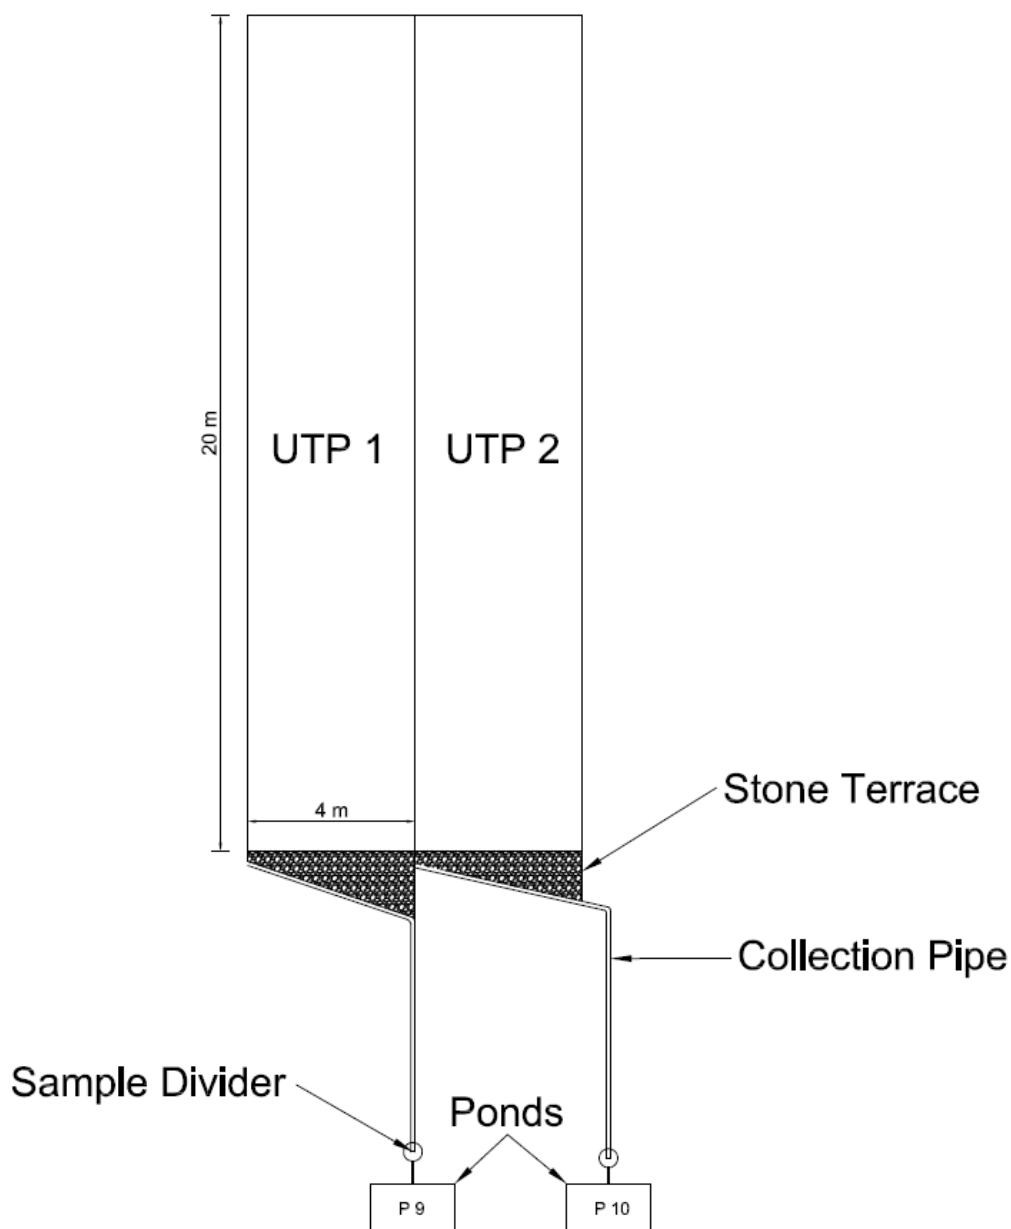 20 m
UTP 1
UTP 2
4 m
Stone Terrace
Collection Pipe
Sample Divider
Ponds
P 9
P 10